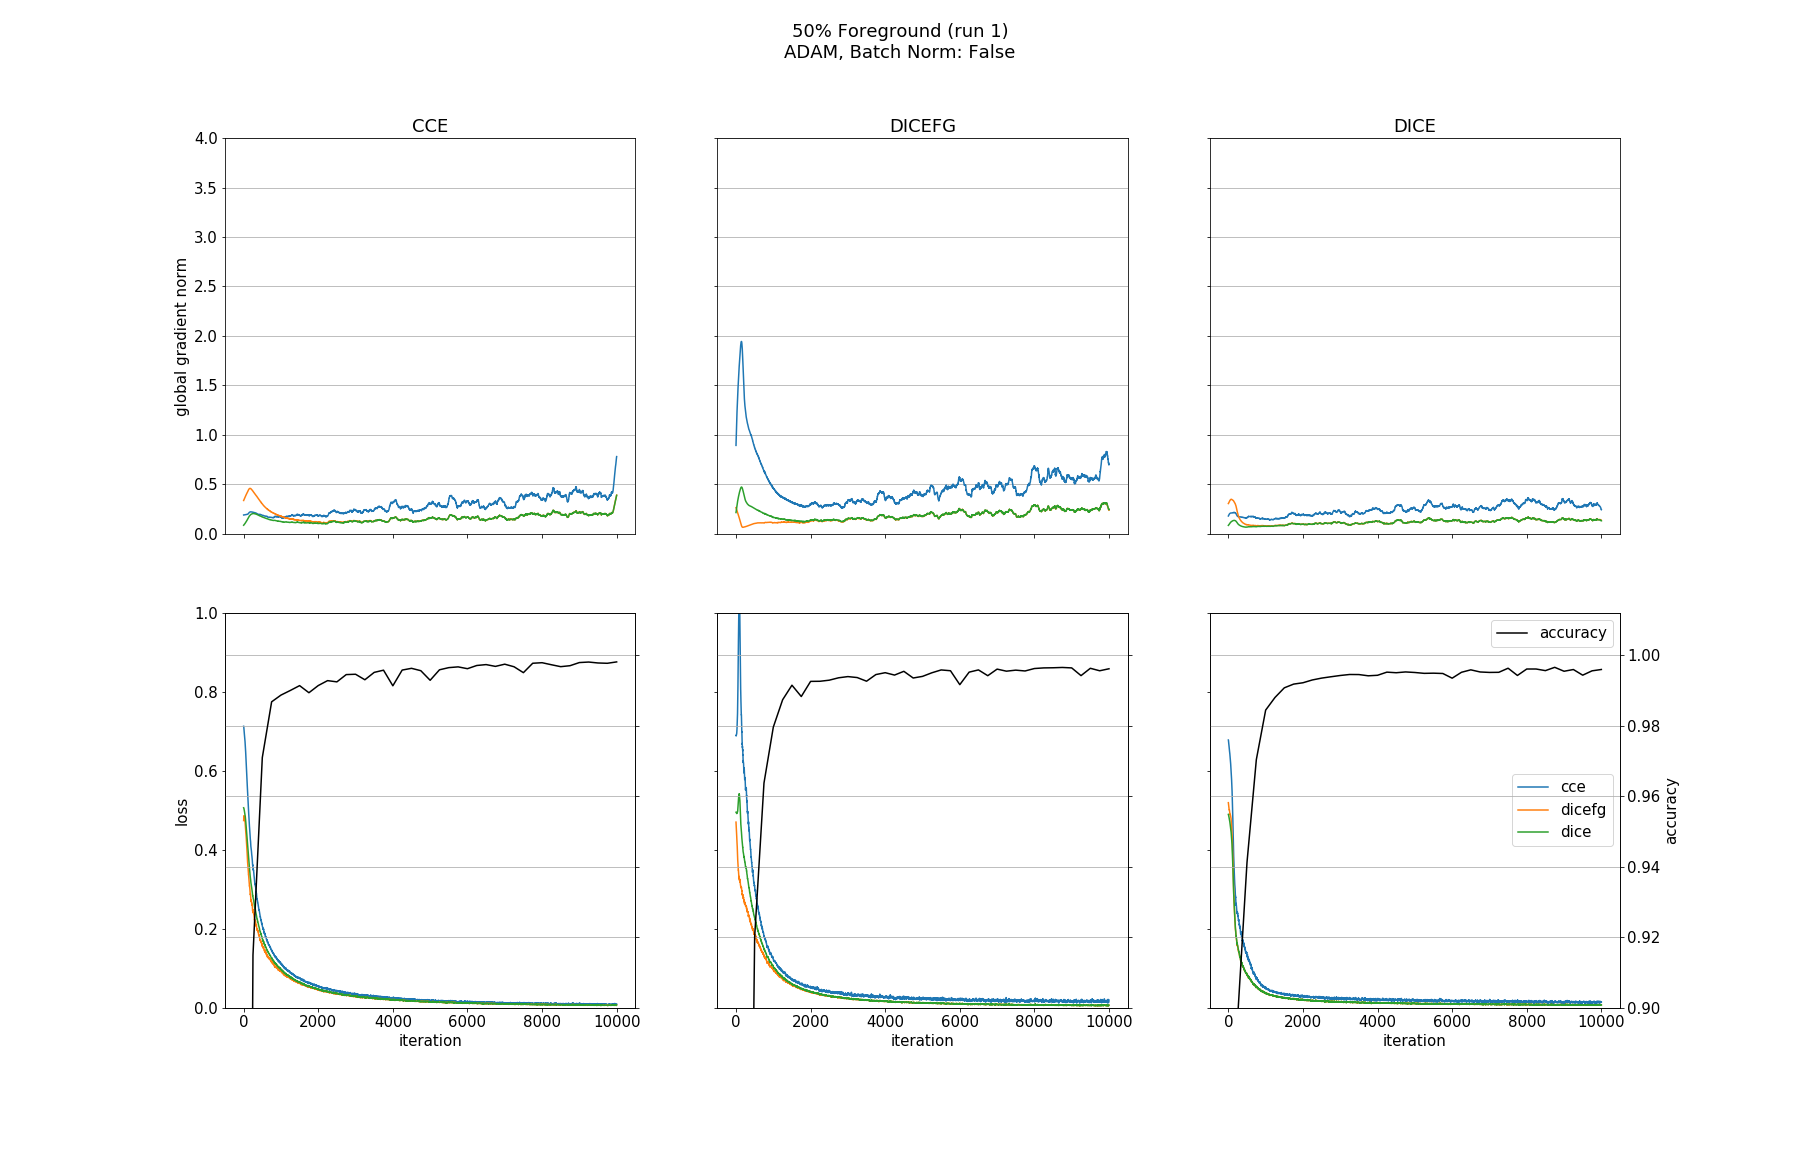 50% Foreground (run 1)
ADAM, Batch Norm: False
CCE
DICEFG
DICE
4.0
3.5
3.0
2.5
2.0
1.5
1.0
0.5
0.0
global gradient norm
1.0
0.8
0.6
0.4
0.2
0.0
loss
0 2000 4000 6000 8000 10000
iteration
0 2000 4000 6000 8000 10000
iteration
accuracy
cce
dicefg
dice
1.00
0.98
0.96
0.94
0.92
0.90
accuracy
0 2000 4000 6000 8000 10000
iteration